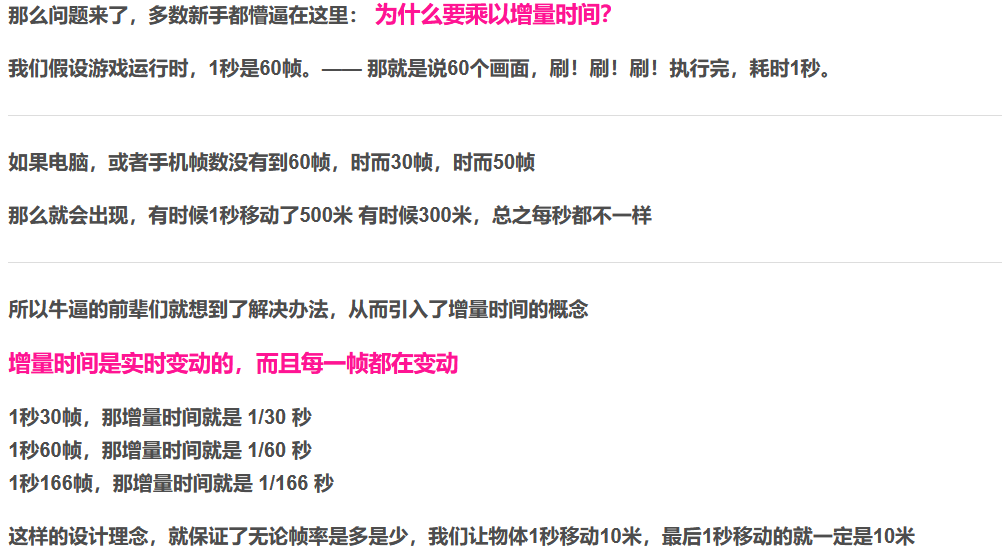 那么问题来了，多数新手都懵逼在这里： 为什么要乘以增量时间？
我们假设游戏运行时，1秒是60帧。—— 那就是说60个画面，刷！刷！刷！执行完，耗时1秒。
如果电脑，或者手机帧数没有到60帧，时而30帧，时而50帧
那么就会出现，有时候1秒移动了500米 有时候300米，总之每秒都不一样
所以牛逼的前辈们就想到了解决办法，从而引入了增量时间的概念
增量时间是实时变动的，而且每一帧都在变动
1秒30帧，那增量时间就是 1/30 秒
1秒60帧，那增量时间就是 1/60 秒
1秒166帧，那增量时间就是 1/166 秒
这样的设计理念，就保证了无论帧率是多是少，我们让物体1秒移动10米，最后1秒移动的就一定是10米